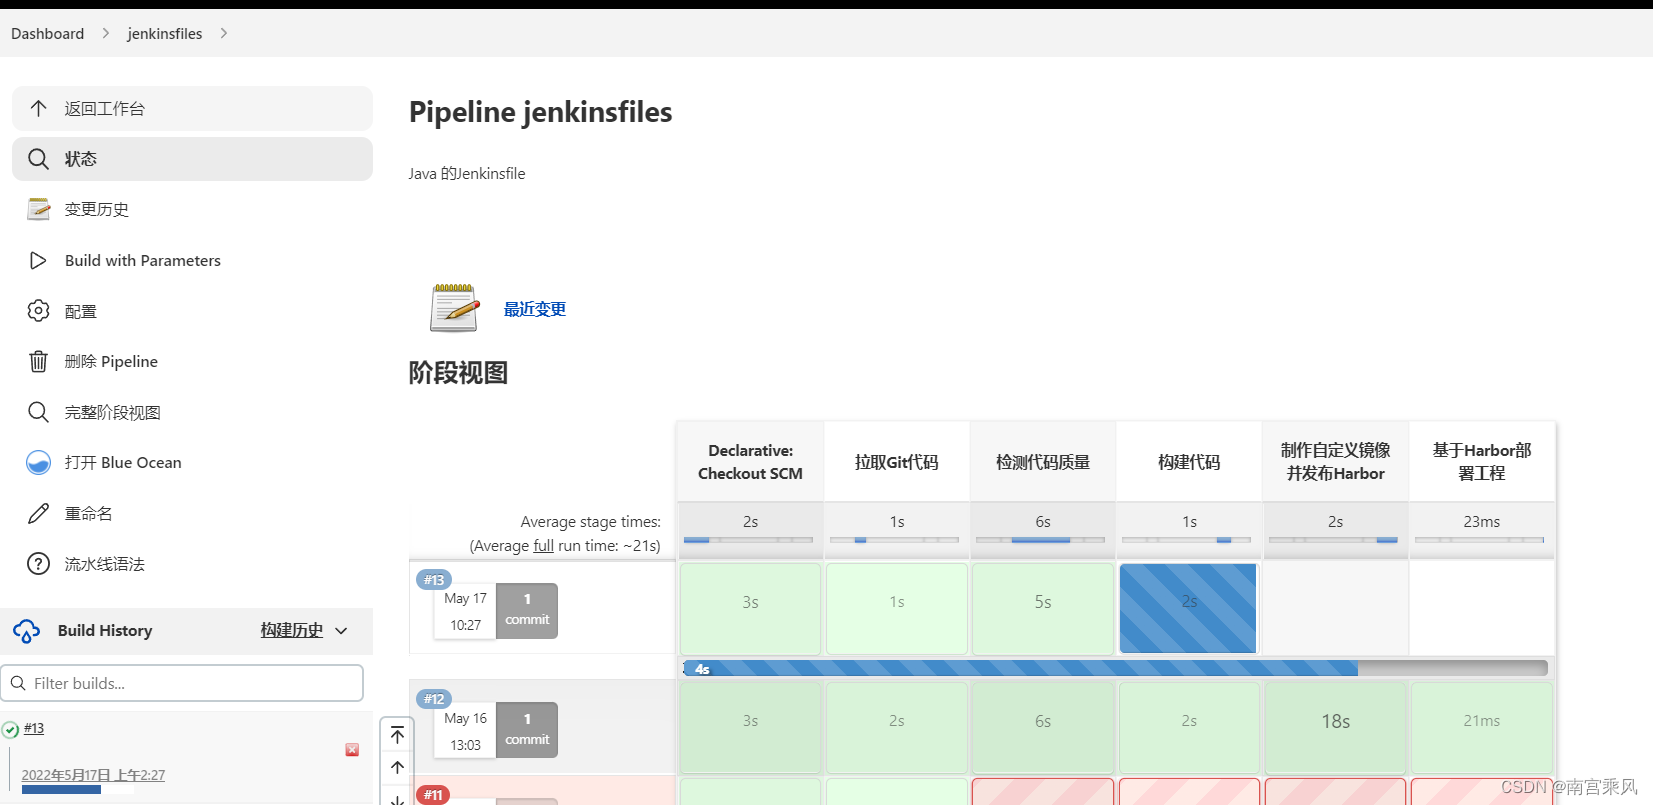 Dashboard
jenkinsfiles
返回工作台
状态
变更历史
Build with Parameters
配置
删除 Pipeline
完整阶段视图
打开 Blue Ocean
重命名
流水线语法
Build History
构建历史
Filter builds...
#13
2022年5月17日 上午2:27
Pipeline jenkinsfiles
Java 的Jenkinsfile
最近变更
阶段视图
Declarative:
Checkout SCM
拉取Git代码
检测代码质量
构建代码
制作自定义镜像
并发布Harbor
基于Harbor部
署工程
Average stage times:
(Average full run time: ~21s)
2s
1s
6s
1s
2s
23ms
#13
May 17
10:27
1
commit
3s
1s
5s
2s
4s
#12
May 16
13:03
1
commit
3s
2s
6s
2s
18s
21ms
#11
CSDN @南宫乘风